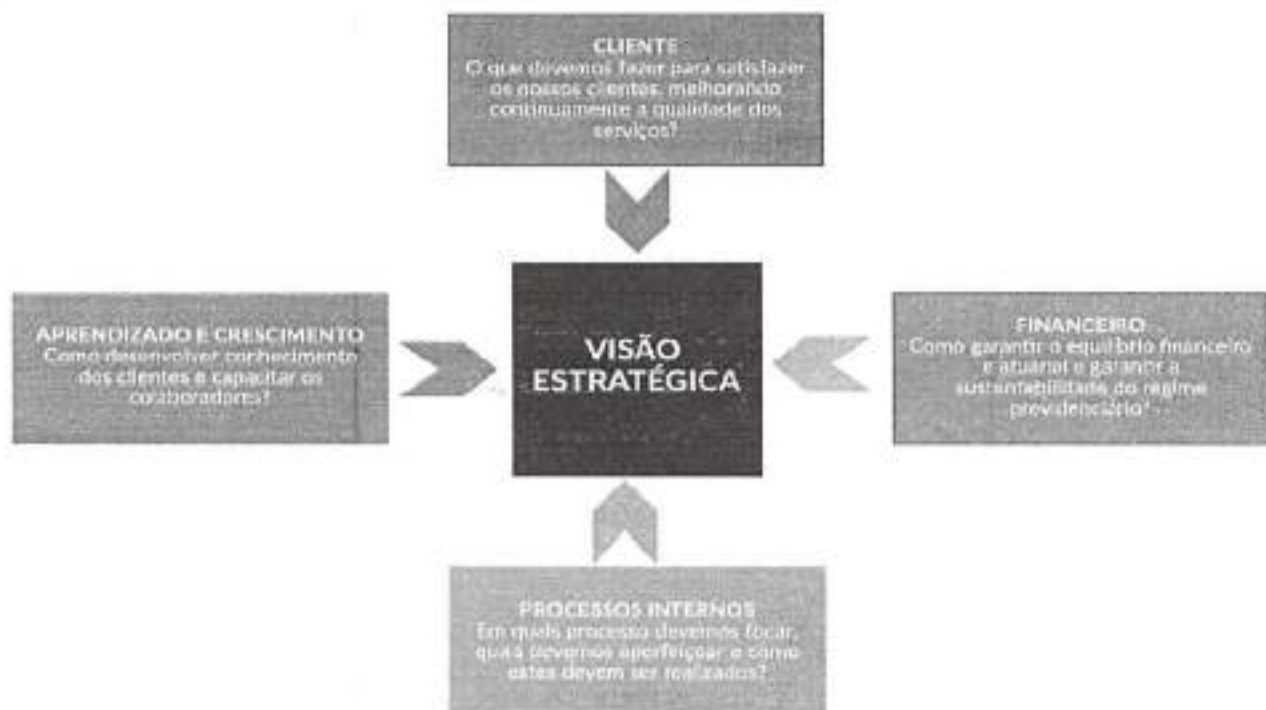 CLIENTE
O que devemos fazer para satisfazer
os nossos clientes, melhorando
continuamente a qualidade dos
serviços?
APRENDIZADO E CRESCIMENTO
Como desenvolver conhecimento
dos clientes e capacitar os
colaboradores?
VISÃO
ESTRATÉGICA
FINANCEIRO
Como garantir o equilíbrio financeiro
e atuarial e garantir a
sustentabilidade do regime
previdenciário?
PROCESSOS INTERNOS
Em quais processo devemos focar,
quais devemos aperfeiçoar e como
estes devem ser realizados?